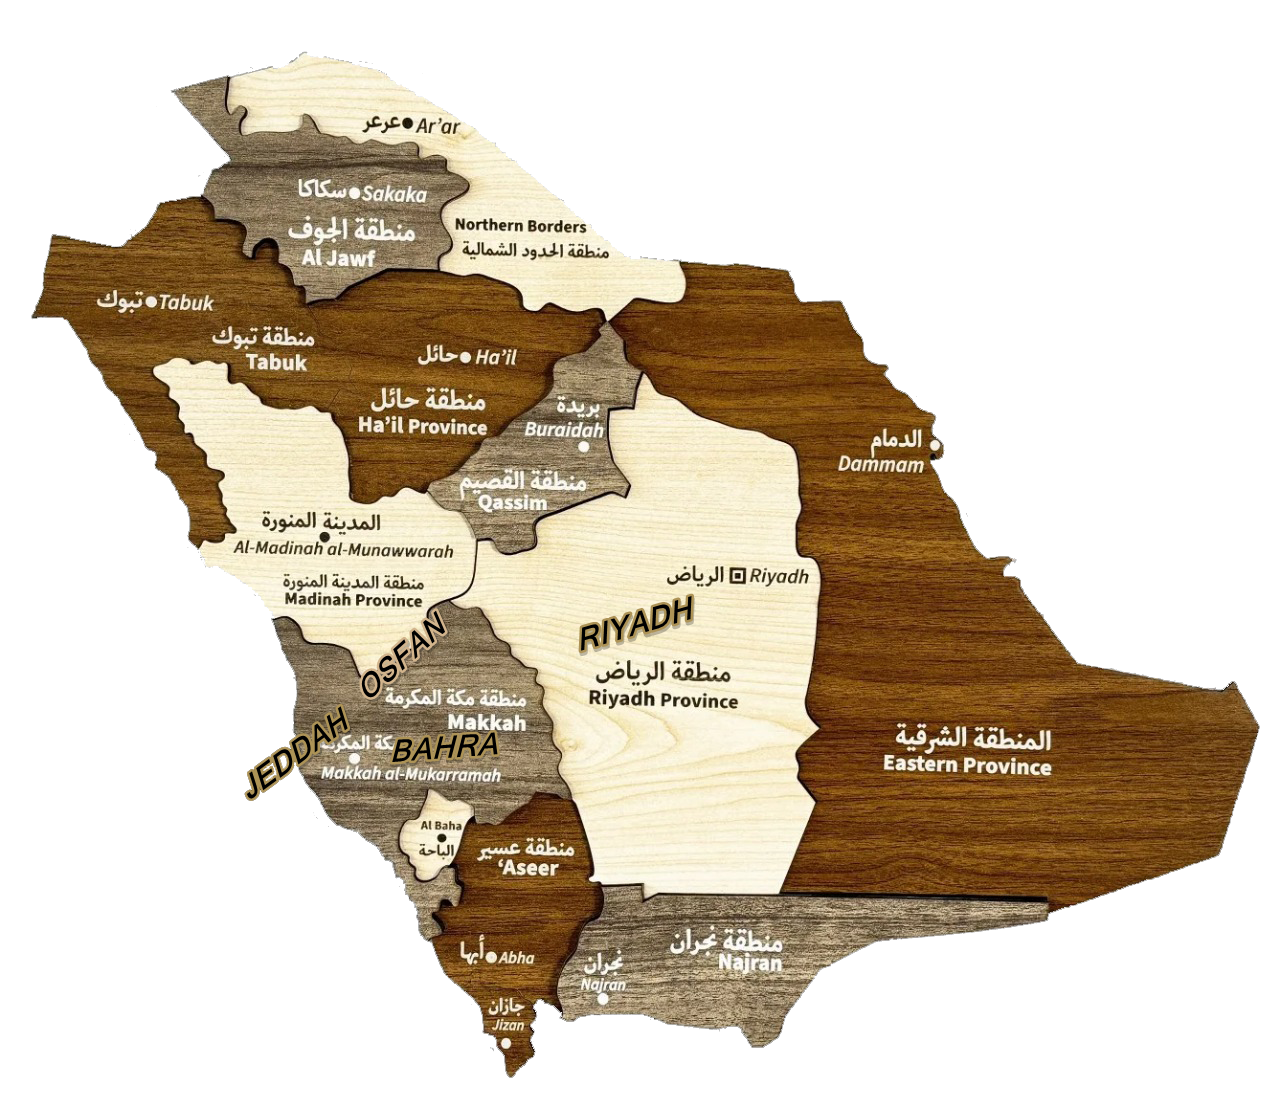 عرعر Ar’ar
سكاكا Sakaka
منطقة الجوف
Al Jawf
Northern Borders
منطقة الحدود الشمالية
تبوك Tabuk
منطقة تبوك
Tabuk
حائل Ha’il
منطقة حائل
Ha’il Province
بريدة
Buraidah
منطقة القصيم
Qassim
الدمام
Dammam
المدينة المنورة
Al-Madinah al-Munawwarah
منطقة المدينة المنورة
Madinah Province
الرياض Riyadh
RIYADH
منطقة الرياض
Riyadh Province
OSFAN
منطقة مكة المكرمة
Makkah
JEDDAH
BAHRA
Makkah al-Mukarramah
المنطقة الشرقية
Eastern Province
Al Baha
الباحة
منطقة عسير
‘Aseer
أبها Abha
منطقة نجران
Najran
نجران
Najran
جازان
Jizan